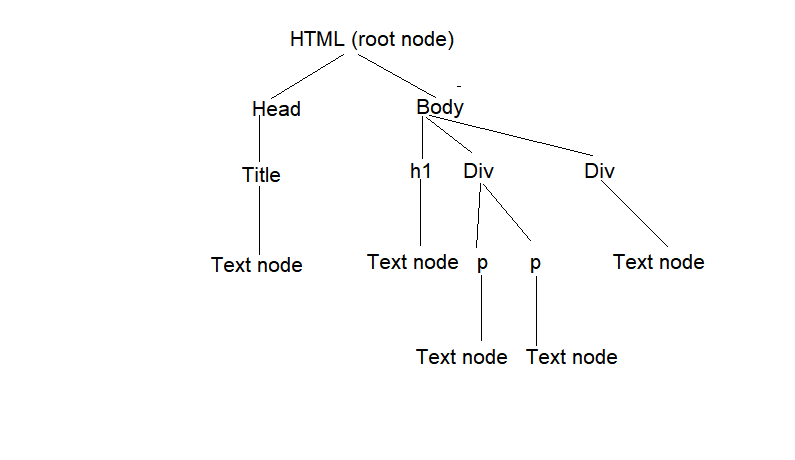 HTML (root node)
Head Body
Title h1 Div Div
Text node Text node p p Text node
Text node Text node